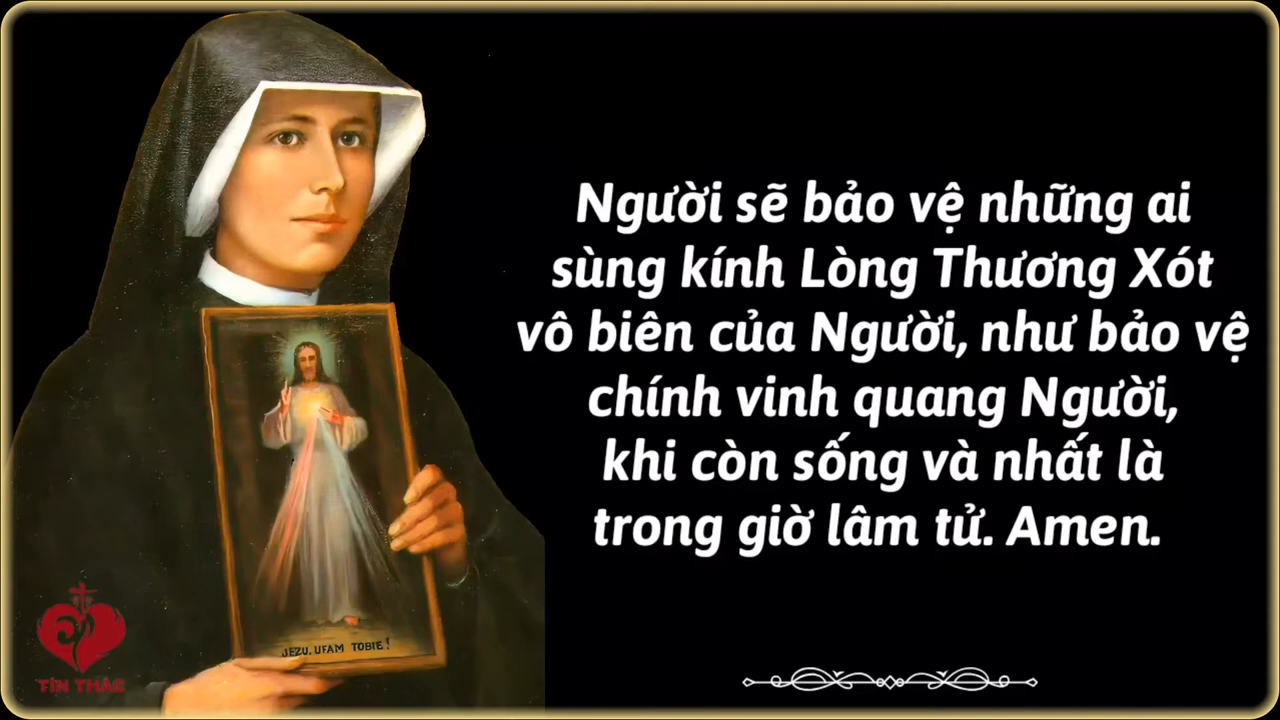 Người sẽ bảo vệ những ai
sùng kính Lòng Thương Xót
vô biên của Người, như bảo vệ
chính vinh quang Người,
khi còn sống và nhất là
trong giờ lâm tử. Amen.
JEZU, UFAM TOBIE!
TÍN THÁC